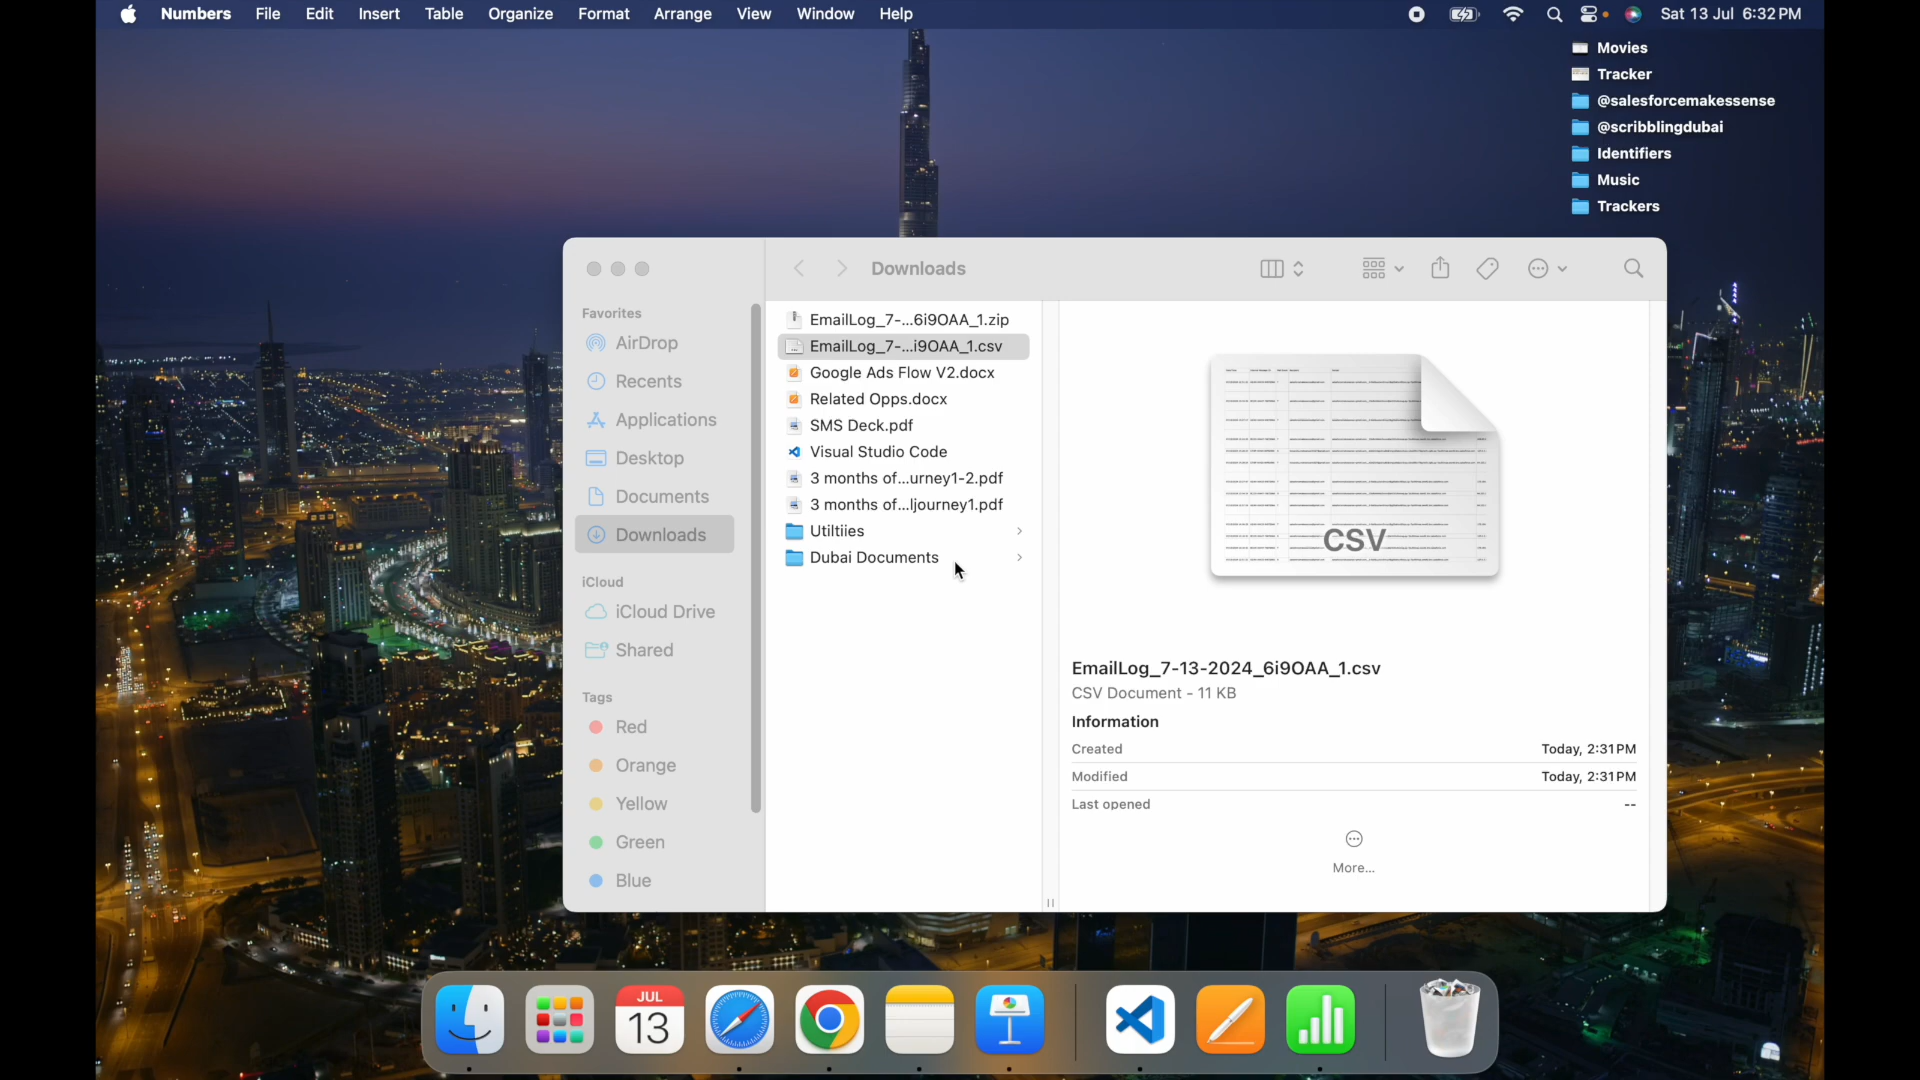 Numbers File Edit Insert Table Organize Format Arrange View Window Help Sat 13 Jul 6:32 PM
Movies
Tracker
@salesforcemakessense
@scribblingdubai
Identifiers
Music
Trackers
Downloads
Favorites
AirDrop
Recents
Applications
Desktop
Documents
Downloads
iCloud
iCloud Drive
Shared
Tags
Red
Orange
Yellow
Green
Blue
EmailLog_7-...6i9OAA_1.zip
EmailLog_7-...i9OAA_1.csv
Google Ads Flow V2.docx
Related Opps.docx
SMS Deck.pdf
Visual Studio Code
3 months of...urney1-2.pdf
3 months of...ljourney1.pdf
Utiltiies
Dubai Documents
CSV
EmailLog_7-13-2024_6i9OAA_1.csv
CSV Document - 11 KB
Information
Created Today, 2:31 PM
Modified Today, 2:31 PM
Last opened --
More...
JUL
13